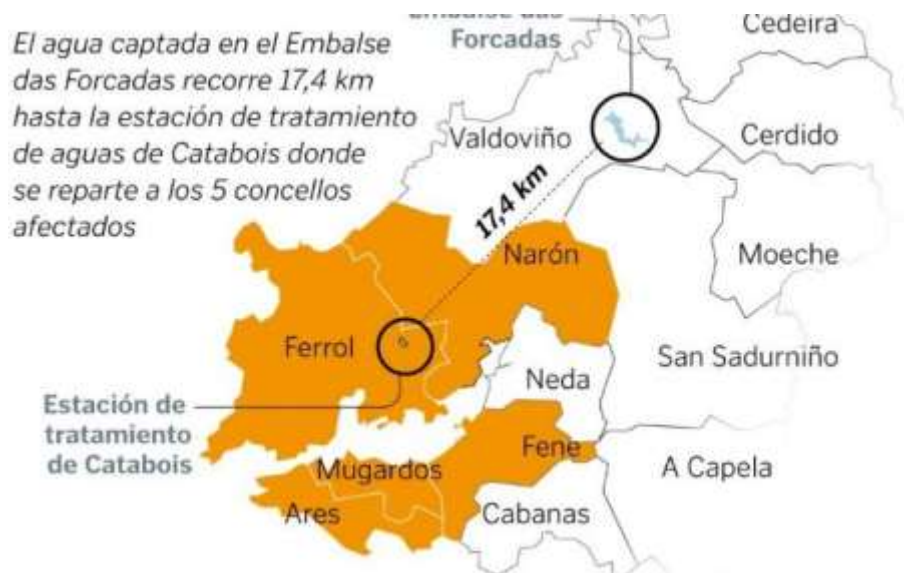 El agua captada en el Embalse
das Forcadas recorre 17,4 km
hasta la estación de tratamiento
de aguas de Catabois donde
se reparte a los 5 concellos
afectados
Embalse das
Forcadas
Cedeira
Valdoviño
Cerdido
17,4 km
Narón
Moeche
Ferrol
San Sadurniño
Neda
Estación de
tratamiento
de Catabois
Fene
Mugardos
A Capela
Ares
Cabanas